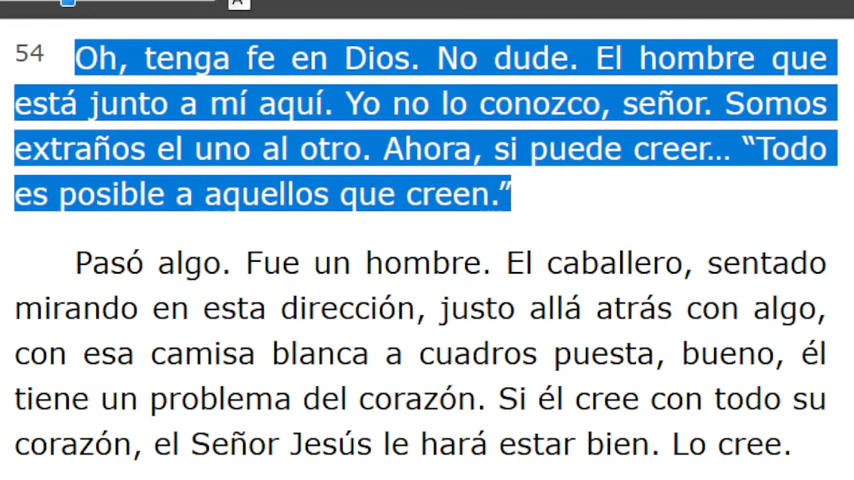 54 Oh, tenga fe en Dios. No dude. El hombre que
está junto a mí aquí. Yo no lo conozco, señor. Somos
extraños el uno al otro. Ahora, si puede creer… “Todo
es posible a aquellos que creen.”
Pasó algo. Fue un hombre. El caballero, sentado
mirando en esta dirección, justo allá atrás con algo,
con esa camisa blanca a cuadros puesta, bueno, él
tiene un problema del corazón. Si él cree con todo su
corazón, el Señor Jesús le hará estar bien. Lo cree.